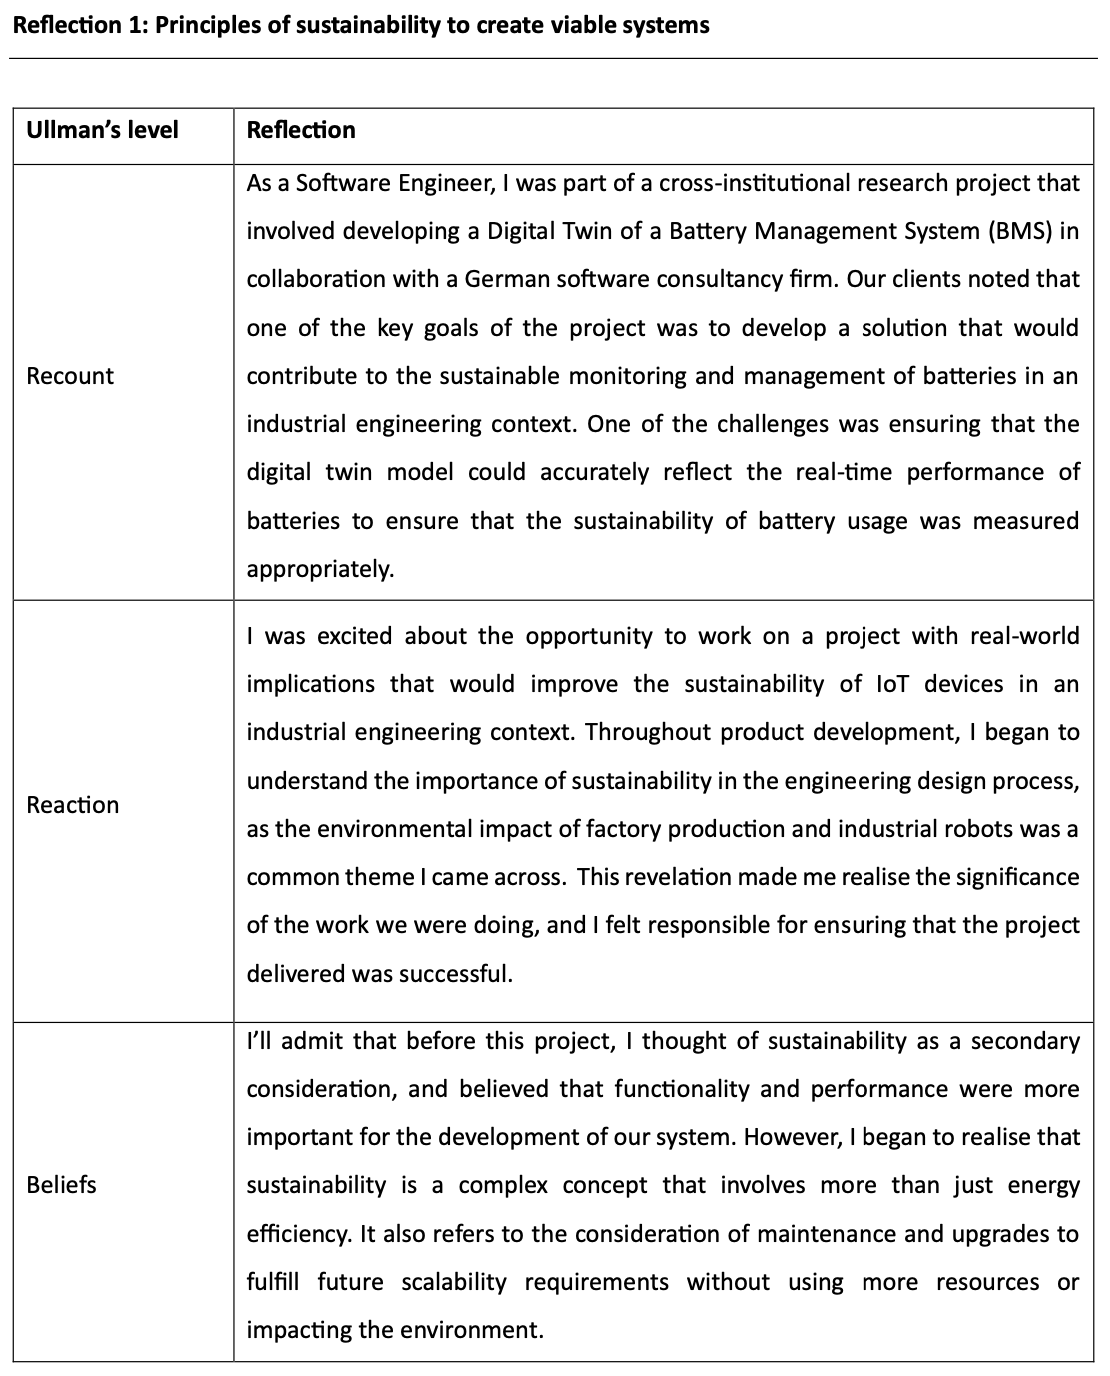 Reflection 1: Principles of sustainability to create viable systems
Ullman’s level
Reflection
Recount
As a Software Engineer, I was part of a cross-institutional research project that
involved developing a Digital Twin of a Battery Management System (BMS) in
collaboration with a German software consultancy firm. Our clients noted that
one of the key goals of the project was to develop a solution that would
contribute to the sustainable monitoring and management of batteries in an
industrial engineering context. One of the challenges was ensuring that the
digital twin model could accurately reflect the real-time performance of
batteries to ensure that the sustainability of battery usage was measured
appropriately.
Reaction
I was excited about the opportunity to work on a project with real-world
implications that would improve the sustainability of IoT devices in an
industrial engineering context. Throughout product development, I began to
understand the importance of sustainability in the engineering design process,
as the environmental impact of factory production and industrial robots was a
common theme I came across.  This revelation made me realise the significance
of the work we were doing, and I felt responsible for ensuring that the project
delivered was successful.
Beliefs
I’ll admit that before this project, I thought of sustainability as a secondary
consideration, and believed that functionality and performance were more
important for the development of our system. However, I began to realise that
sustainability is a complex concept that involves more than just energy
efficiency. It also refers to the consideration of maintenance and upgrades to
fulfill future scalability requirements without using more resources or
impacting the environment.